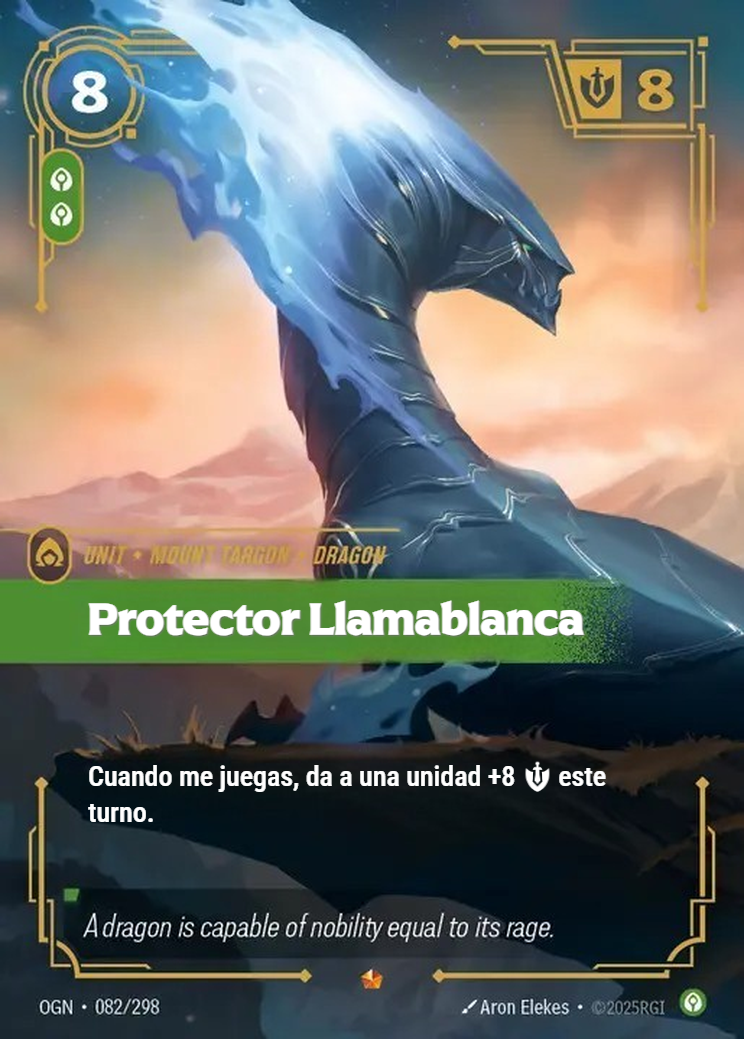 8
8
UNIT • MOUNT TARGON • DRAGON
Protector Llamablanca
Cuando me juegas, da a una unidad +8 este
turno.
A dragon is capable of nobility equal to its rage.
OGN • 082/298
Aron Elekes • ©2025RGI